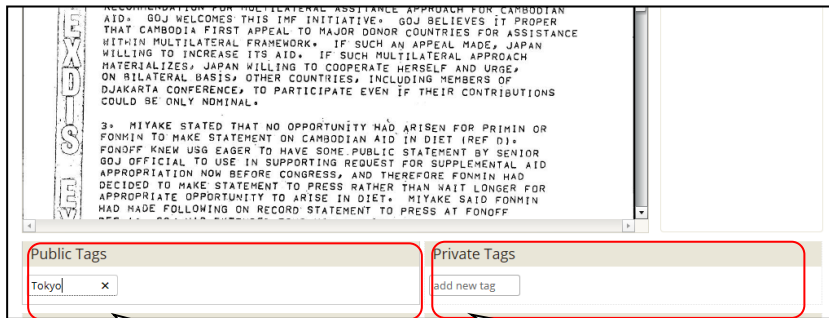 RECOMMENDATION FOR MULTILATERAL ASSISTANCE APPROACH FOR CAMBODIAN
AID. GOJ WELCOMES THIS IMF INITIATIVE. GOJ BELIEVES IT PROPER
THAT CAMBODIA FIRST APPEAL TO MAJOR DONOR COUNTRIES FOR ASSISTANCE
WITHIN MULTILATERAL FRAMEWORK. IF SUCH AN APPEAL MADE, JAPAN
WILLING TO INCREASE ITS AID. IF SUCH MULTILATERAL APPROACH
MATERIALIZES, JAPAN WILLING TO COOPERATE HERSELF AND URGE,
ON BILATERAL BASIS, OTHER COUNTRIES, INCLUDING MEMBERS OF
DJAKARTA CONFERENCE, TO PARTICIPATE EVEN IF THEIR CONTRIBUTIONS
COULD BE ONLY NOMINAL.
3. MIYAKE STATED THAT NO OPPORTUNITY HAD ARISEN FOR PRIMIN OR
FONMIN TO MAKE STATEMENT ON CAMBODIAN AID IN DIET (REF D).
FONOFF KNEW USG EAGER TO HAVE SOME PUBLIC STATEMENT BY SENIOR
GOJ OFFICIAL TO USE IN SUPPORTING REQUEST FOR SUPPLEMENTAL AID
APPROPRIATION NOW BEFORE CONGRESS, AND THEREFORE FONMIN HAD
DECIDED TO MAKE STATEMENT TO PRESS RATHER THAN WAIT LONGER FOR
APPROPRIATE OPPORTUNITY TO ARISE IN DIET. MIYAKE SAID FONMIN
HAD MADE FOLLOWING ON RECORD STATEMENT TO PRESS AT FONOFF
EXDIS
Public Tags
Private Tags
Tokyo
add new tag